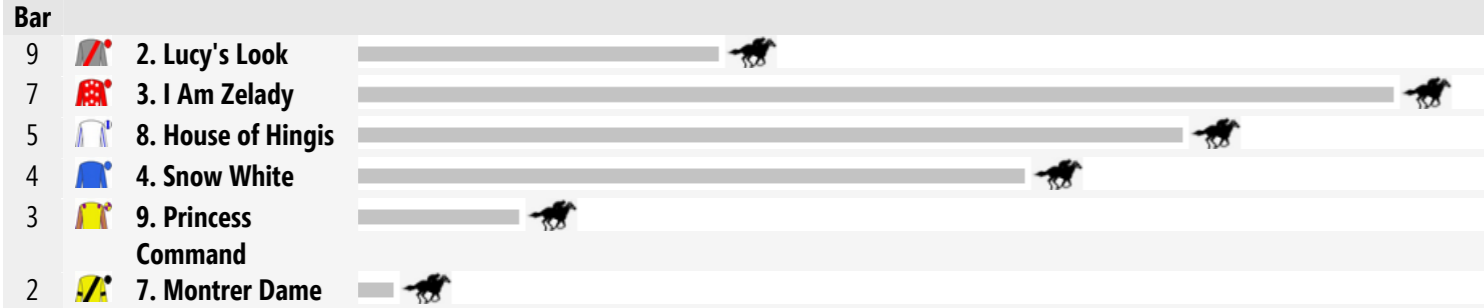 Bar
9 2. Lucy's Look
7 3. I Am Zelady
5 8. House of Hingis
4 4. Snow White
3 9. Princess
Command
2 7. Montrer Dame